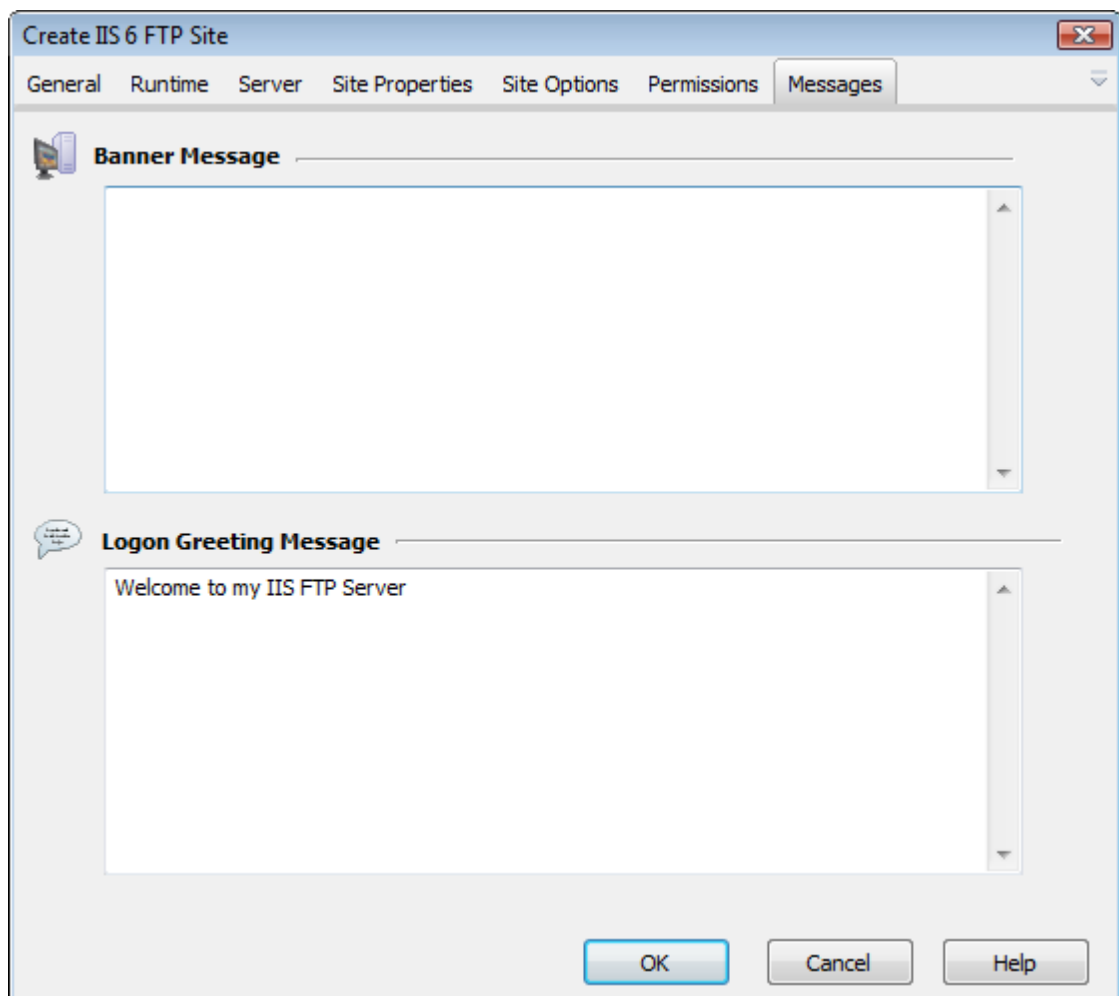 Create IIS 6 FTP Site
General Runtime Server Site Properties Site Options Permissions Messages
Banner Message
Logon Greeting Message
Welcome to my IIS FTP Server
OK Cancel Help